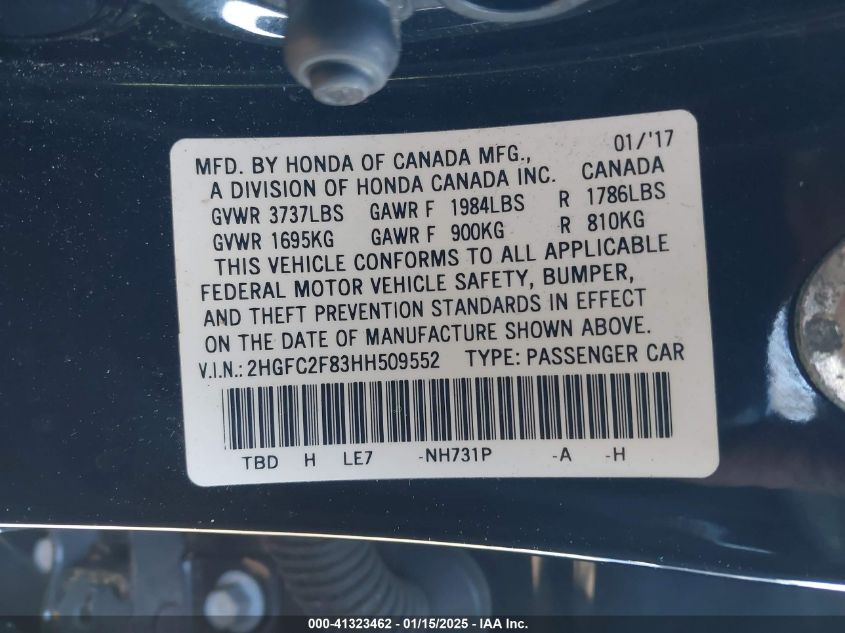 01/'17
MFD. BY HONDA OF CANADA MFG., CANADA
A DIVISION OF HONDA CANADA INC.
GVWR 3737LBS GAWR F 1984LBS R 1786LBS
GVWR 1695KG GAWR F 900KG R 810KG
THIS VEHICLE CONFORMS TO ALL APPLICABLE
FEDERAL MOTOR VEHICLE SAFETY, BUMPER,
AND THEFT PREVENTION STANDARDS IN EFFECT
ON THE DATE OF MANUFACTURE SHOWN ABOVE.
V.I.N.: 2HGFC2F83HH509552 TYPE: PASSENGER CAR
TBD H LE7 -NH731P -A -H
000-41323462 - 01/15/2025 - IAA Inc.